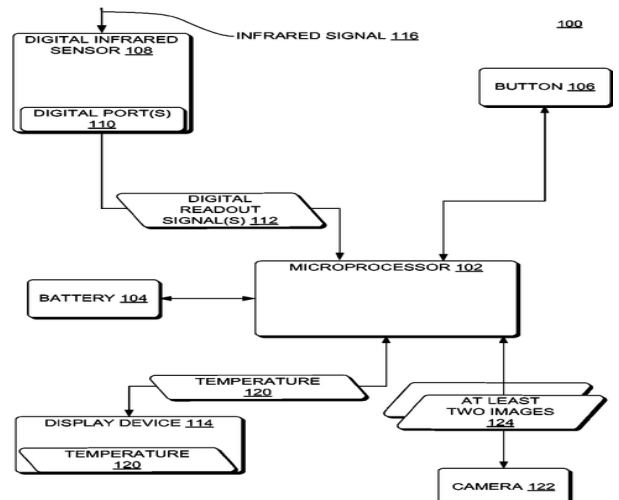 100
INFRARED SIGNAL 116
DIGITAL INFRARED
SENSOR 108
DIGITAL PORT(S)
110
BUTTON 106
DIGITAL
READOUT
SIGNAL(S) 112
MICROPROCESSOR 102
BATTERY 104
TEMPERATURE
120
AT LEAST
TWO IMAGES
124
DISPLAY DEVICE 114
TEMPERATURE
120
CAMERA 122